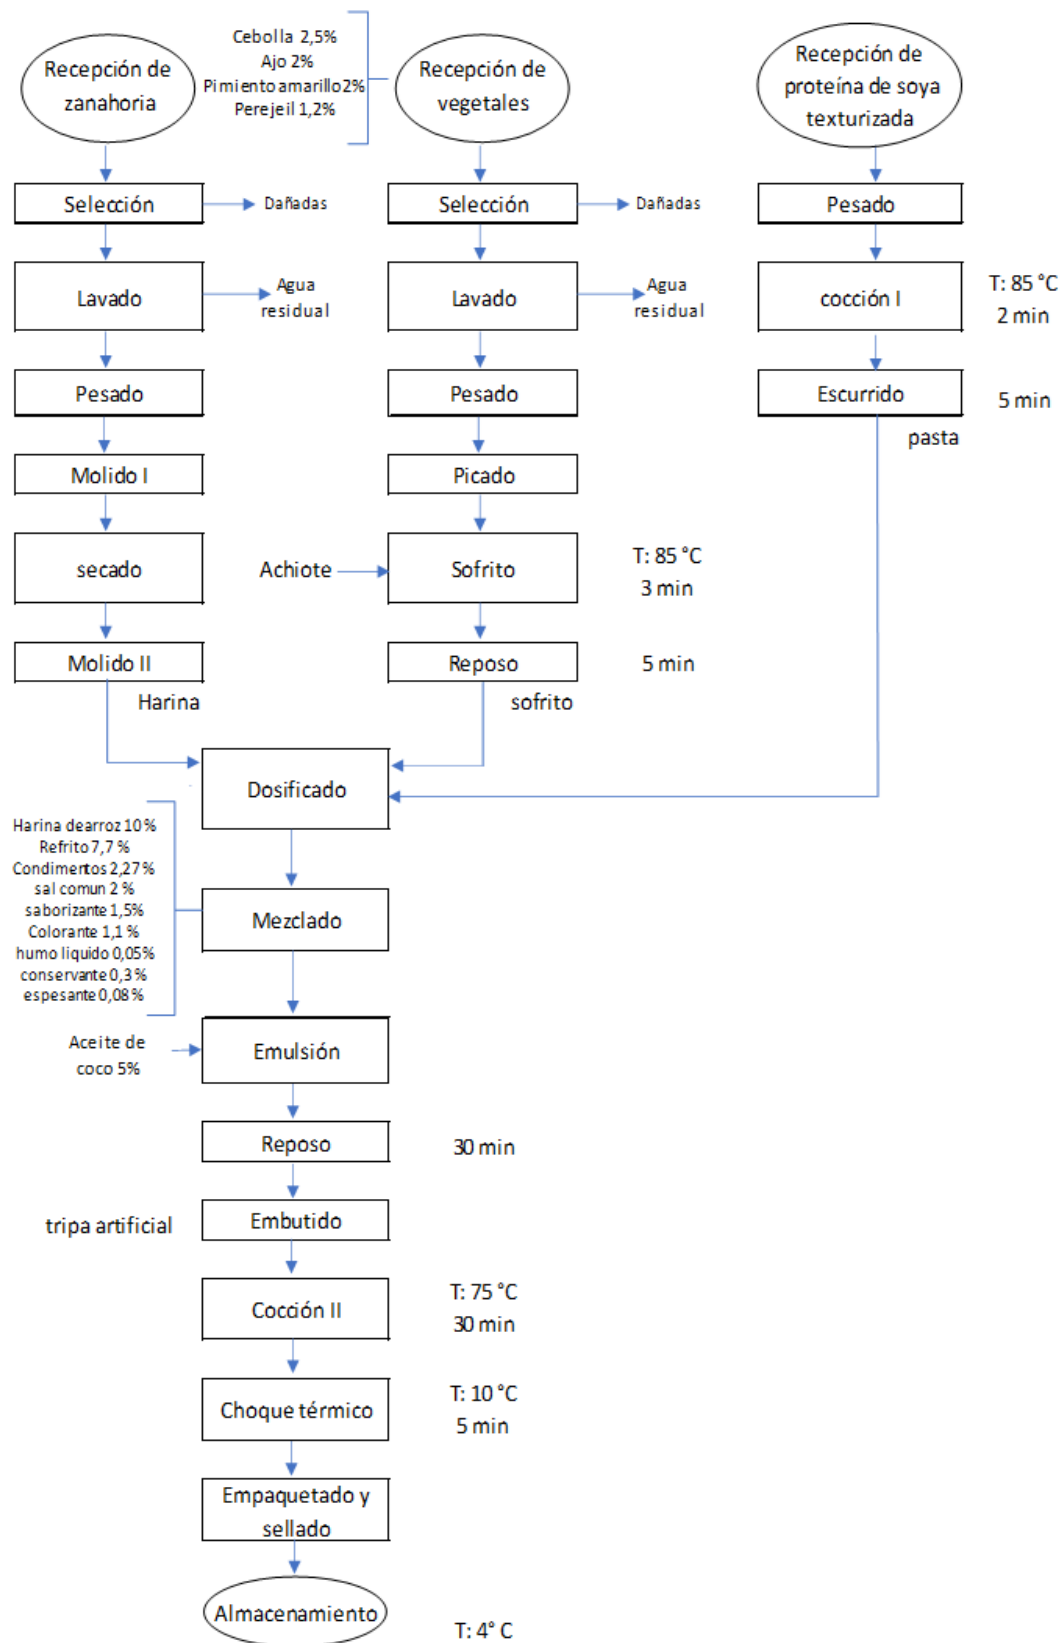 Recepción de
zanahoria
Cebolla 2,5%
Ajo 2%
Pimiento amarillo 2%
Perejeil 1,2%
Recepción de
vegetales
Recepción de
proteína de soya
texturizada
Selección
Dañadas
Selección
Dañadas
Pesado
Lavado
Agua
residual
Lavado
Agua
residual
cocción I
T: 85 °C
2 min
Pesado
Pesado
Escurrido
5 min
pasta
Molido I
Picado
secado
Achiote
Sofrito
T: 85 °C
3 min
Molido II
Reposo
5 min
Harina
sofrito
Dosificado
Harina dearroz 10 %
Refrito 7,7 %
Condimentos 2,27 %
sal comun 2 %
saborizante 1,5%
Colorante 1,1 %
humo liquido 0,05%
conservante 0,3 %
espesante 0,08 %
Mezclado
Aceite de
coco 5%
Emulsión
Reposo
30 min
tripa artificial
Embutido
Cocción II
T: 75 °C
30 min
Choque térmico
T: 10 °C
5 min
Empaquetado y
sellado
Almacenamiento
T: 4° C